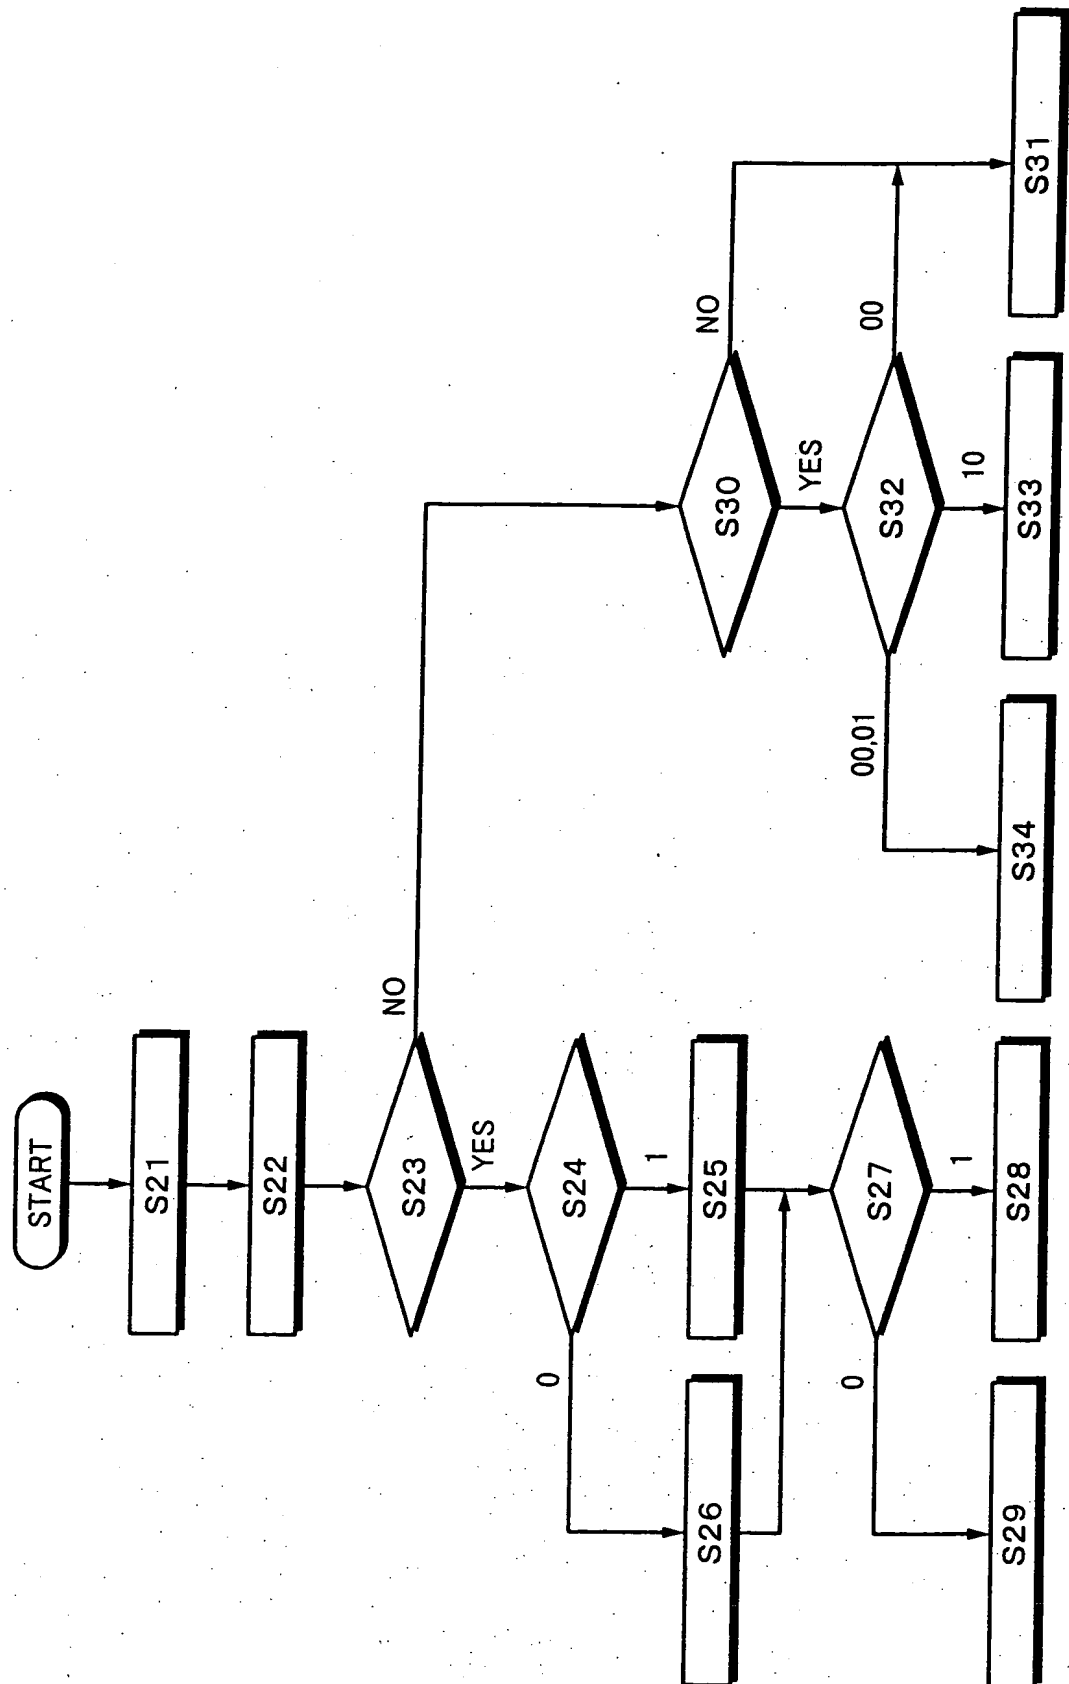 START
S21
S22
S23
NO
YES
S24
0
1
S25
S26
S27
0
1
S28
S29
S30
NO
YES
S32
00
00,01
10
S31
S33
S34